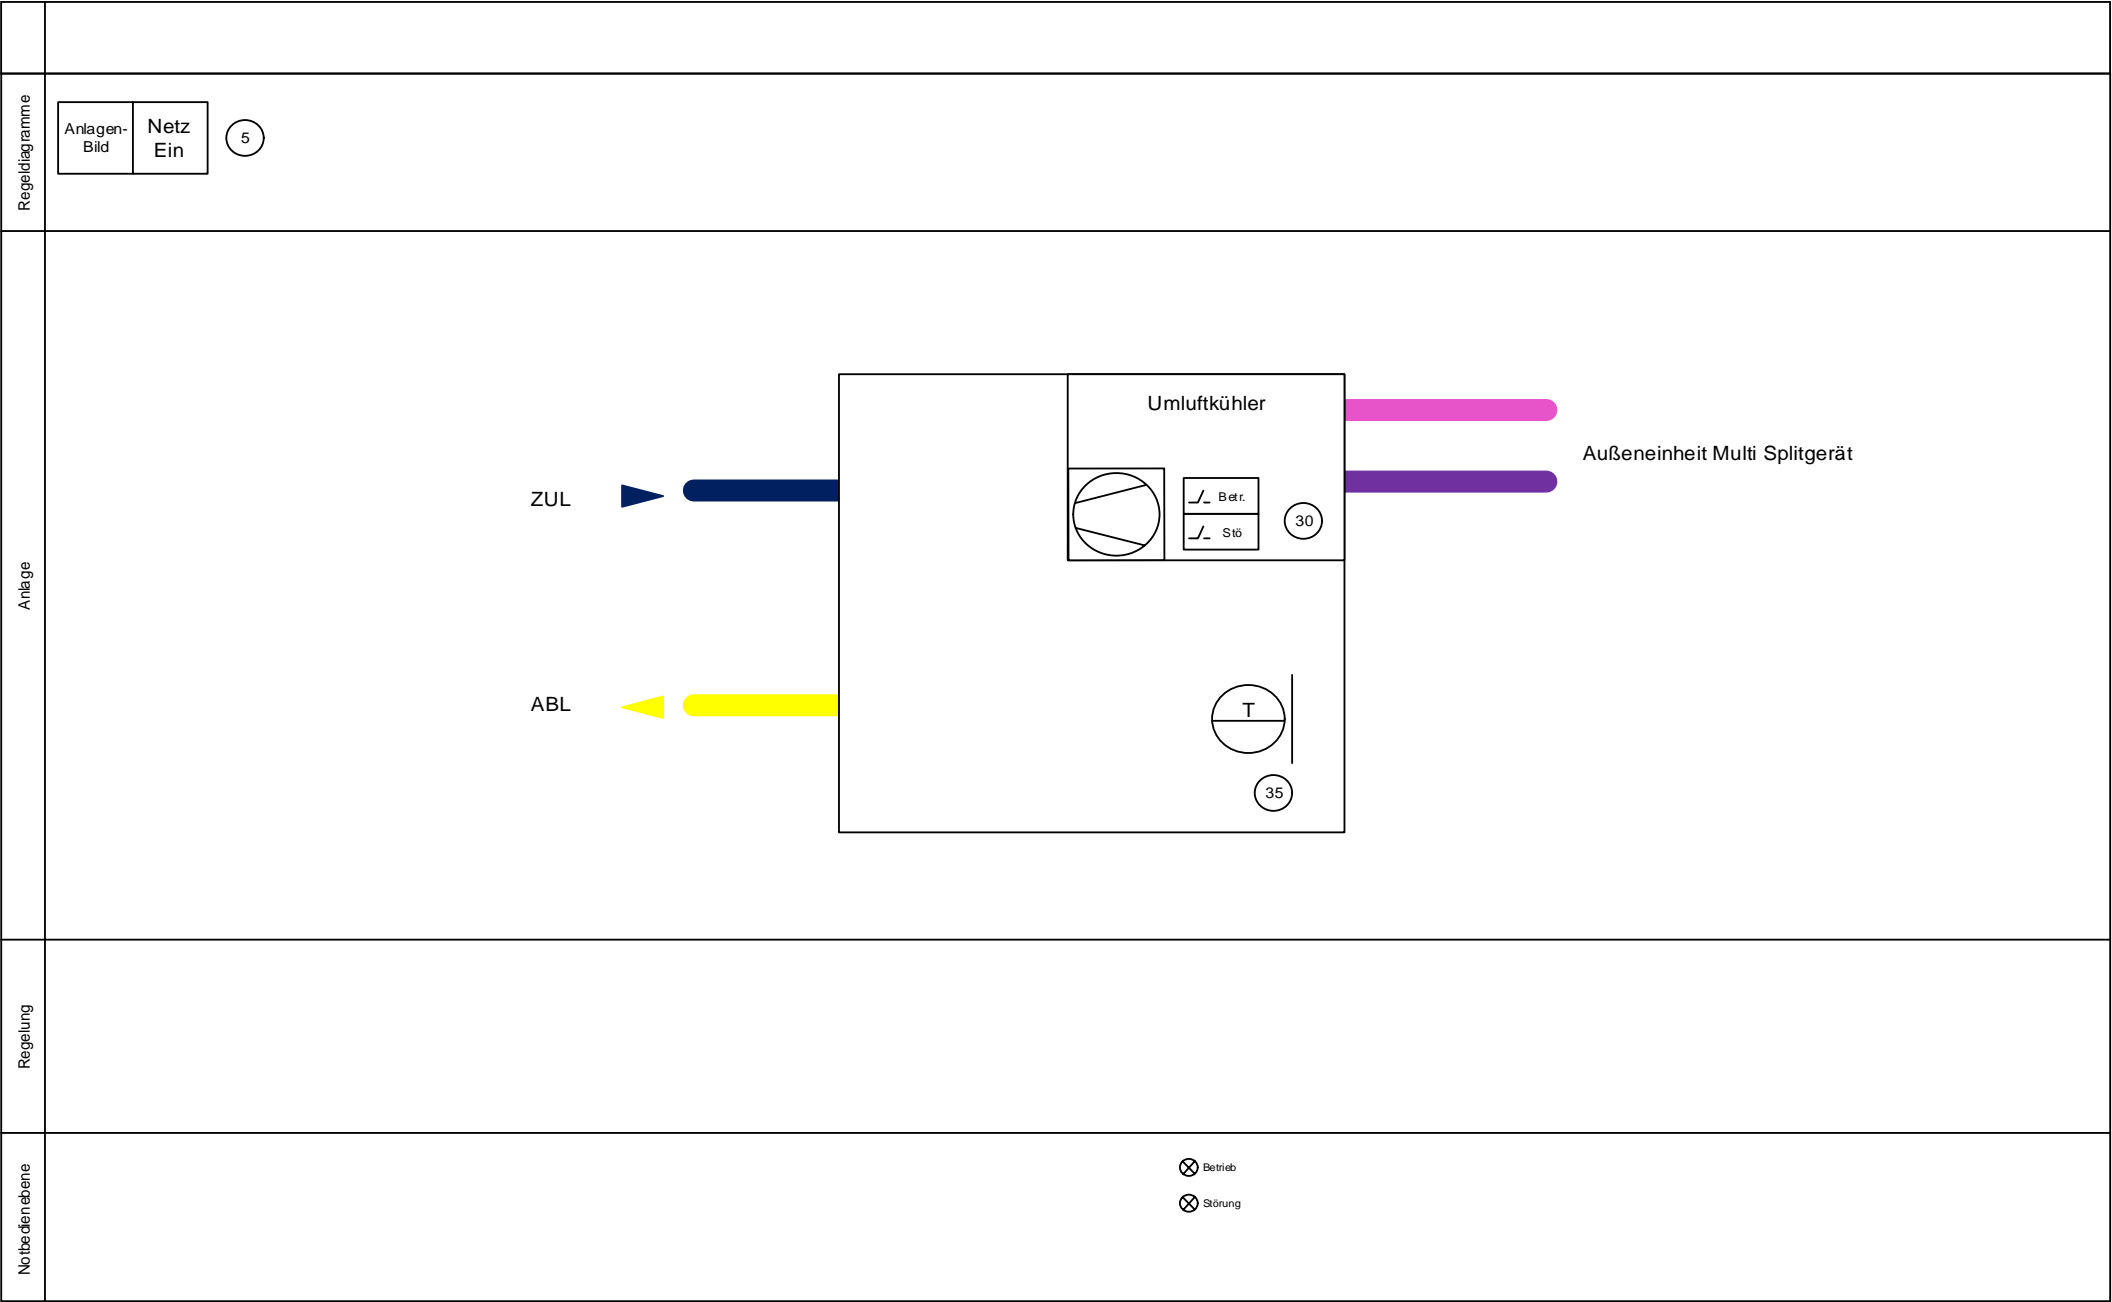 Regeldiagramme
Anlagen-
Bild
Netz
Ein
5
Anlage
Umluftkühler
Außeneinheit Multi Splitgerät
ZUL
Betr.
Stö
30
ABL
T
35
Regelung
Notbedienebene
Betrieb
Störung